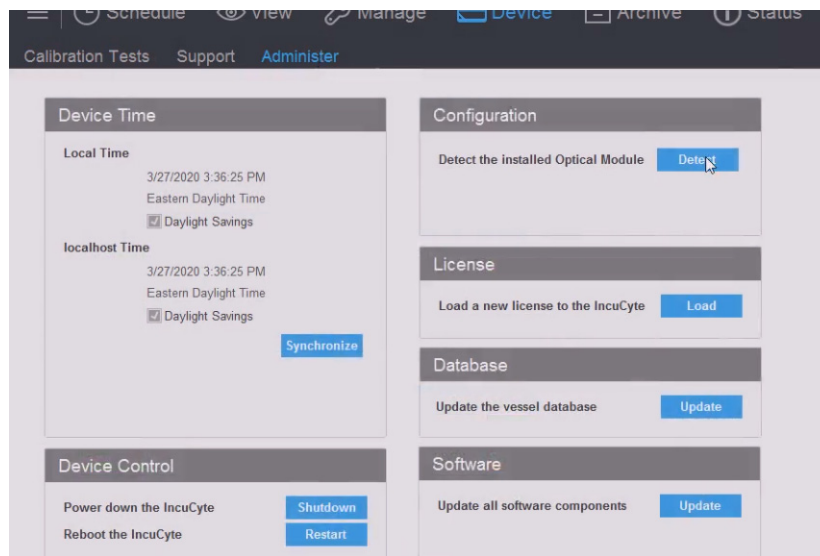 Schedule View Manage Device Archive Status
Calibration Tests Support Administer
Device Time
Local Time
3/27/2020 3:36:25 PM
Eastern Daylight Time
Daylight Savings
localhost Time
3/27/2020 3:36:25 PM
Eastern Daylight Time
Daylight Savings
Synchronize
Device Control
Power down the IncuCyte Shutdown
Reboot the IncuCyte Restart
Configuration
Detect the installed Optical Module Detect
License
Load a new license to the IncuCyte Load
Database
Update the vessel database Update
Software
Update all software components Update